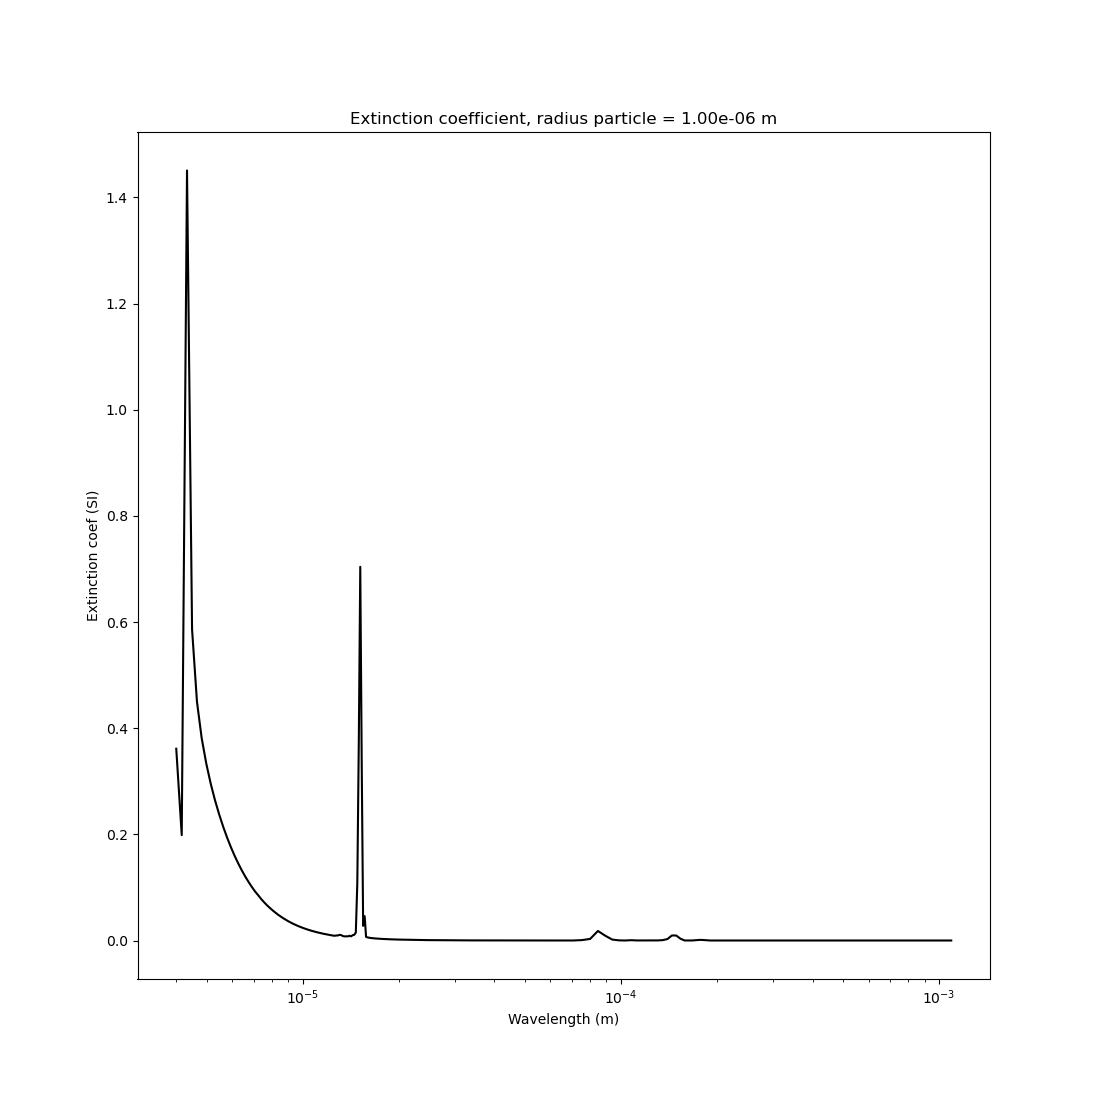 Extinction coefficient, radius particle = 1.00e-06 m
1.4
1.2
1.0
0.8
0.6
0.4
0.2
0.0
Extinction coef (SI)
10⁻⁵ 10⁻⁴ 10⁻³
Wavelength (m)